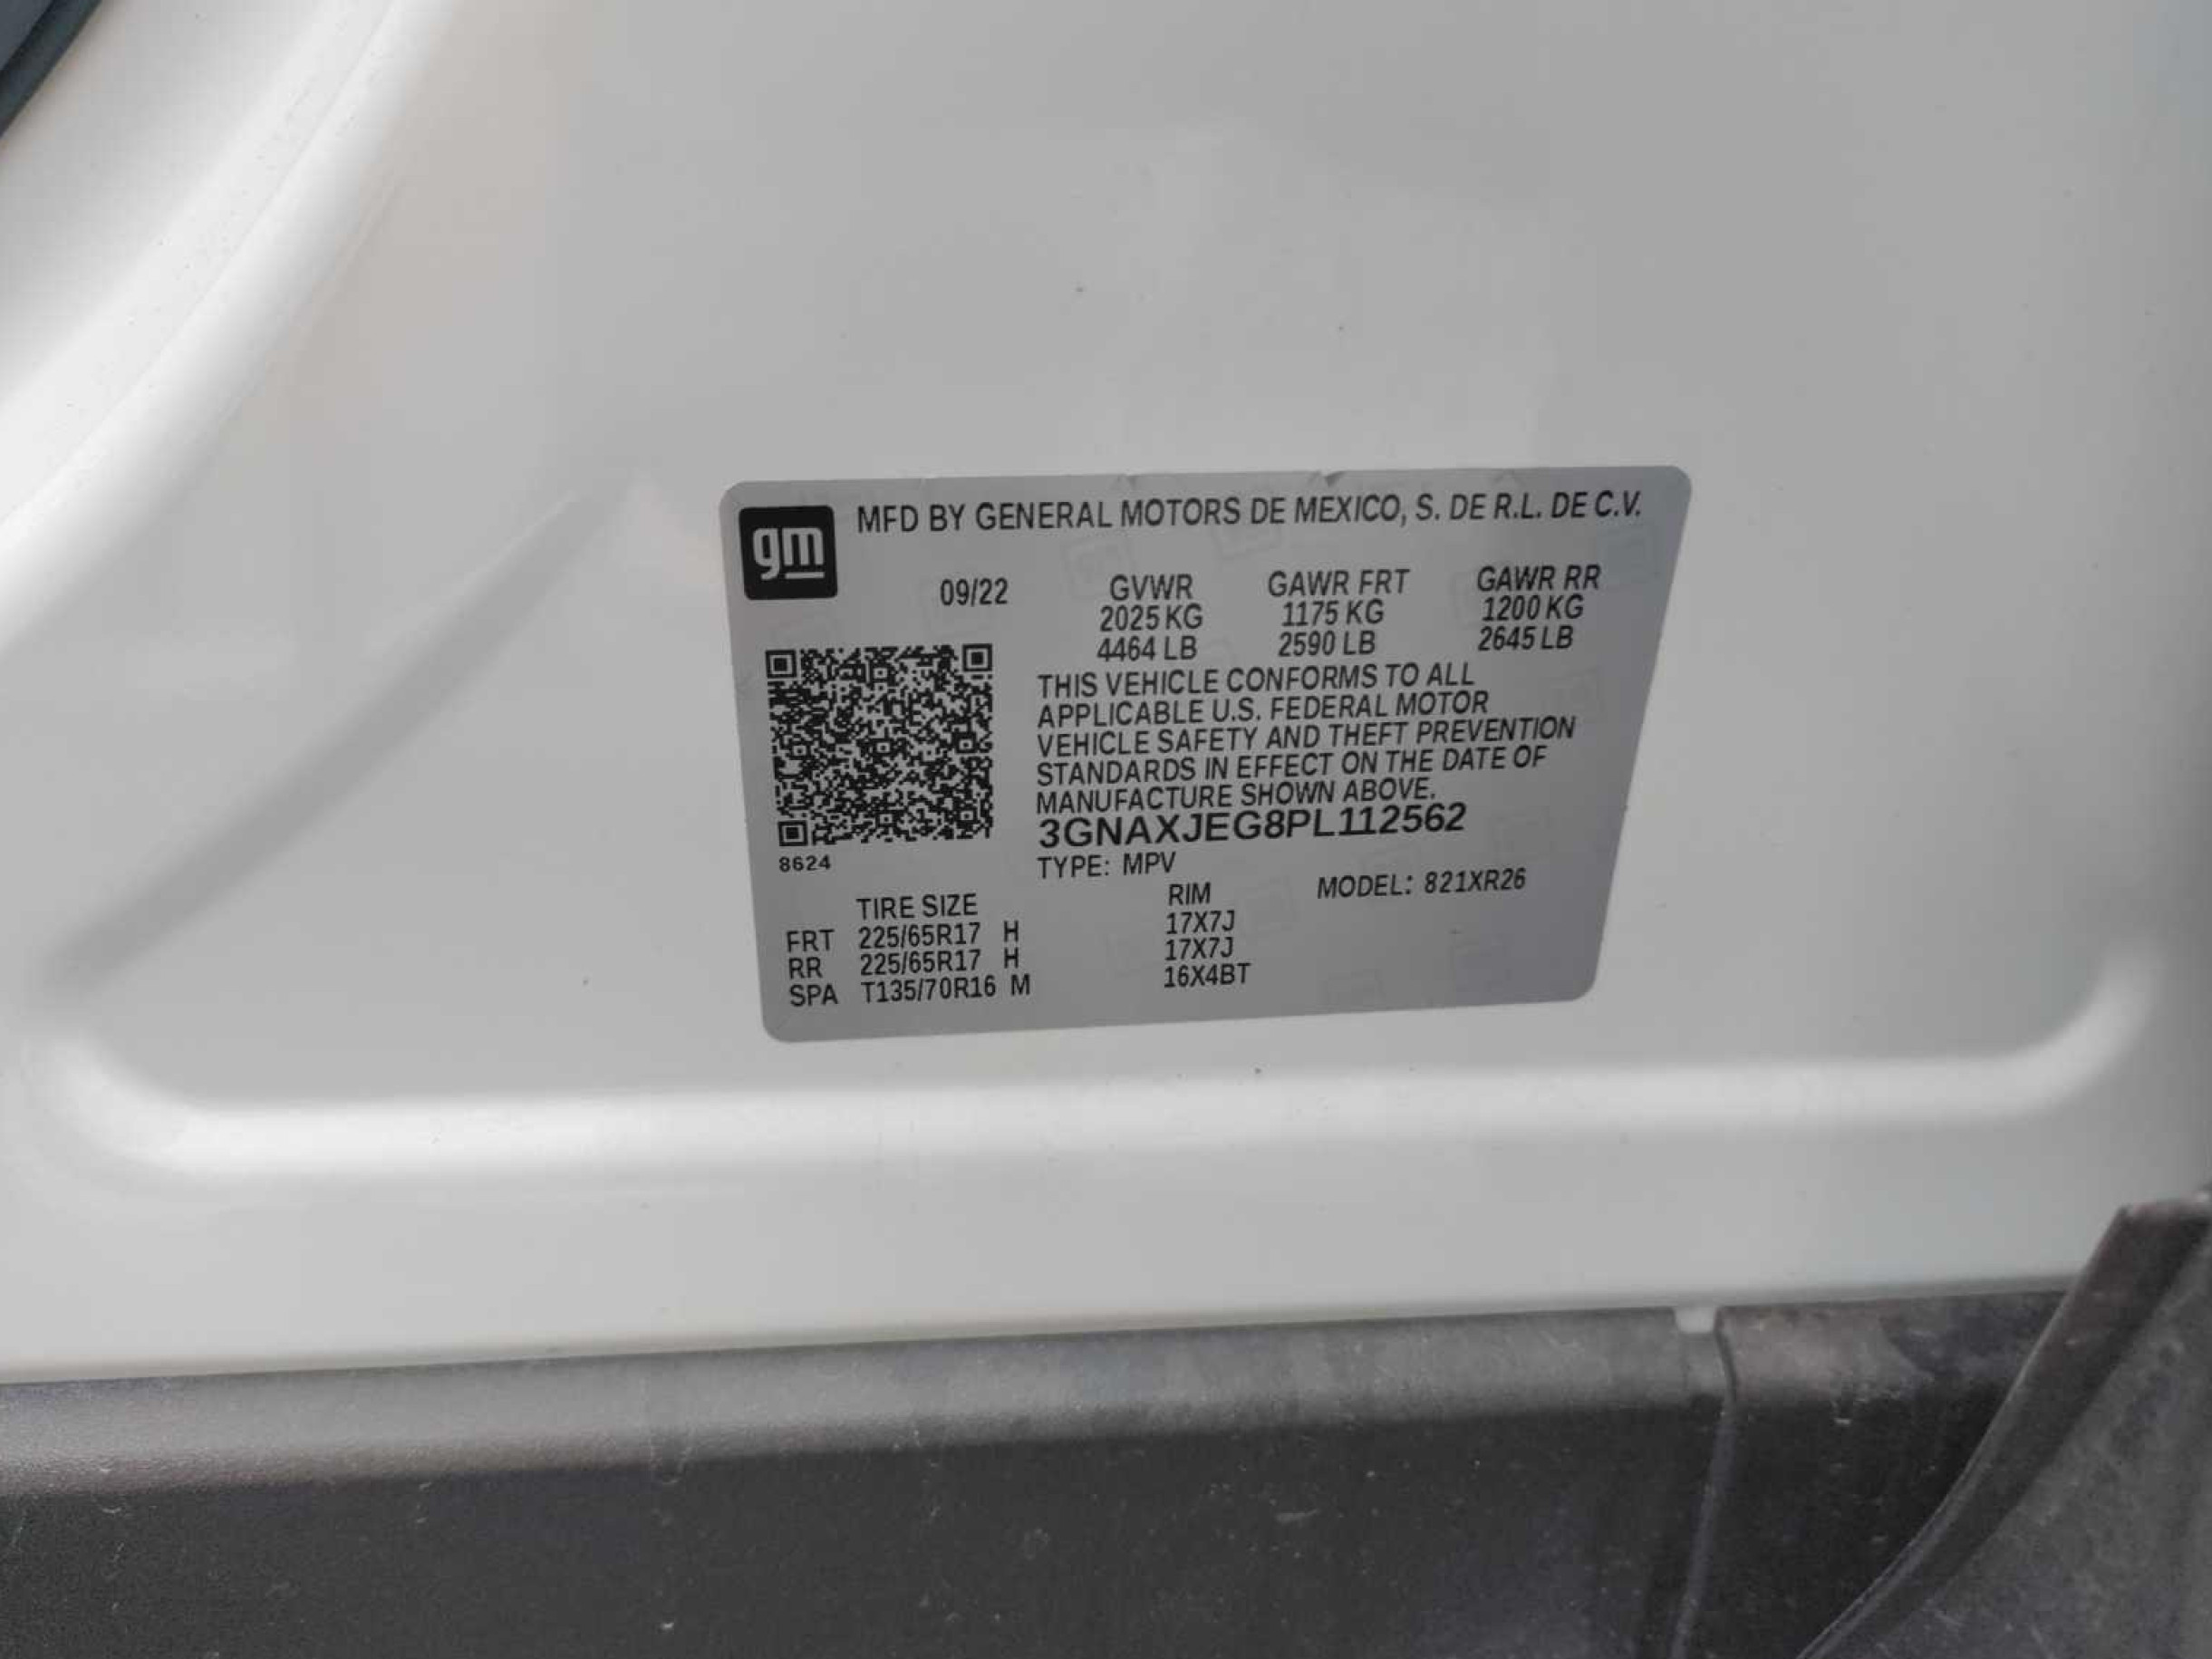 gm
MFD BY GENERAL MOTORS DE MEXICO, S. DE R.L. DE C.V.
09/22 GVWR GAWR FRT GAWR RR
2025 KG 1175 KG 1200 KG
4464 LB 2590 LB 2645 LB
THIS VEHICLE CONFORMS TO ALL
APPLICABLE U.S. FEDERAL MOTOR
VEHICLE SAFETY AND THEFT PREVENTION
STANDARDS IN EFFECT ON THE DATE OF
MANUFACTURE SHOWN ABOVE.
3GNAXJEG8PL112562
8624
TYPE: MPV
TIRE SIZE RIM MODEL: 821XR26
FRT 225/65R17 H 17X7J
RR 225/65R17 H 17X7J
SPA T135/70R16 M 16X4BT